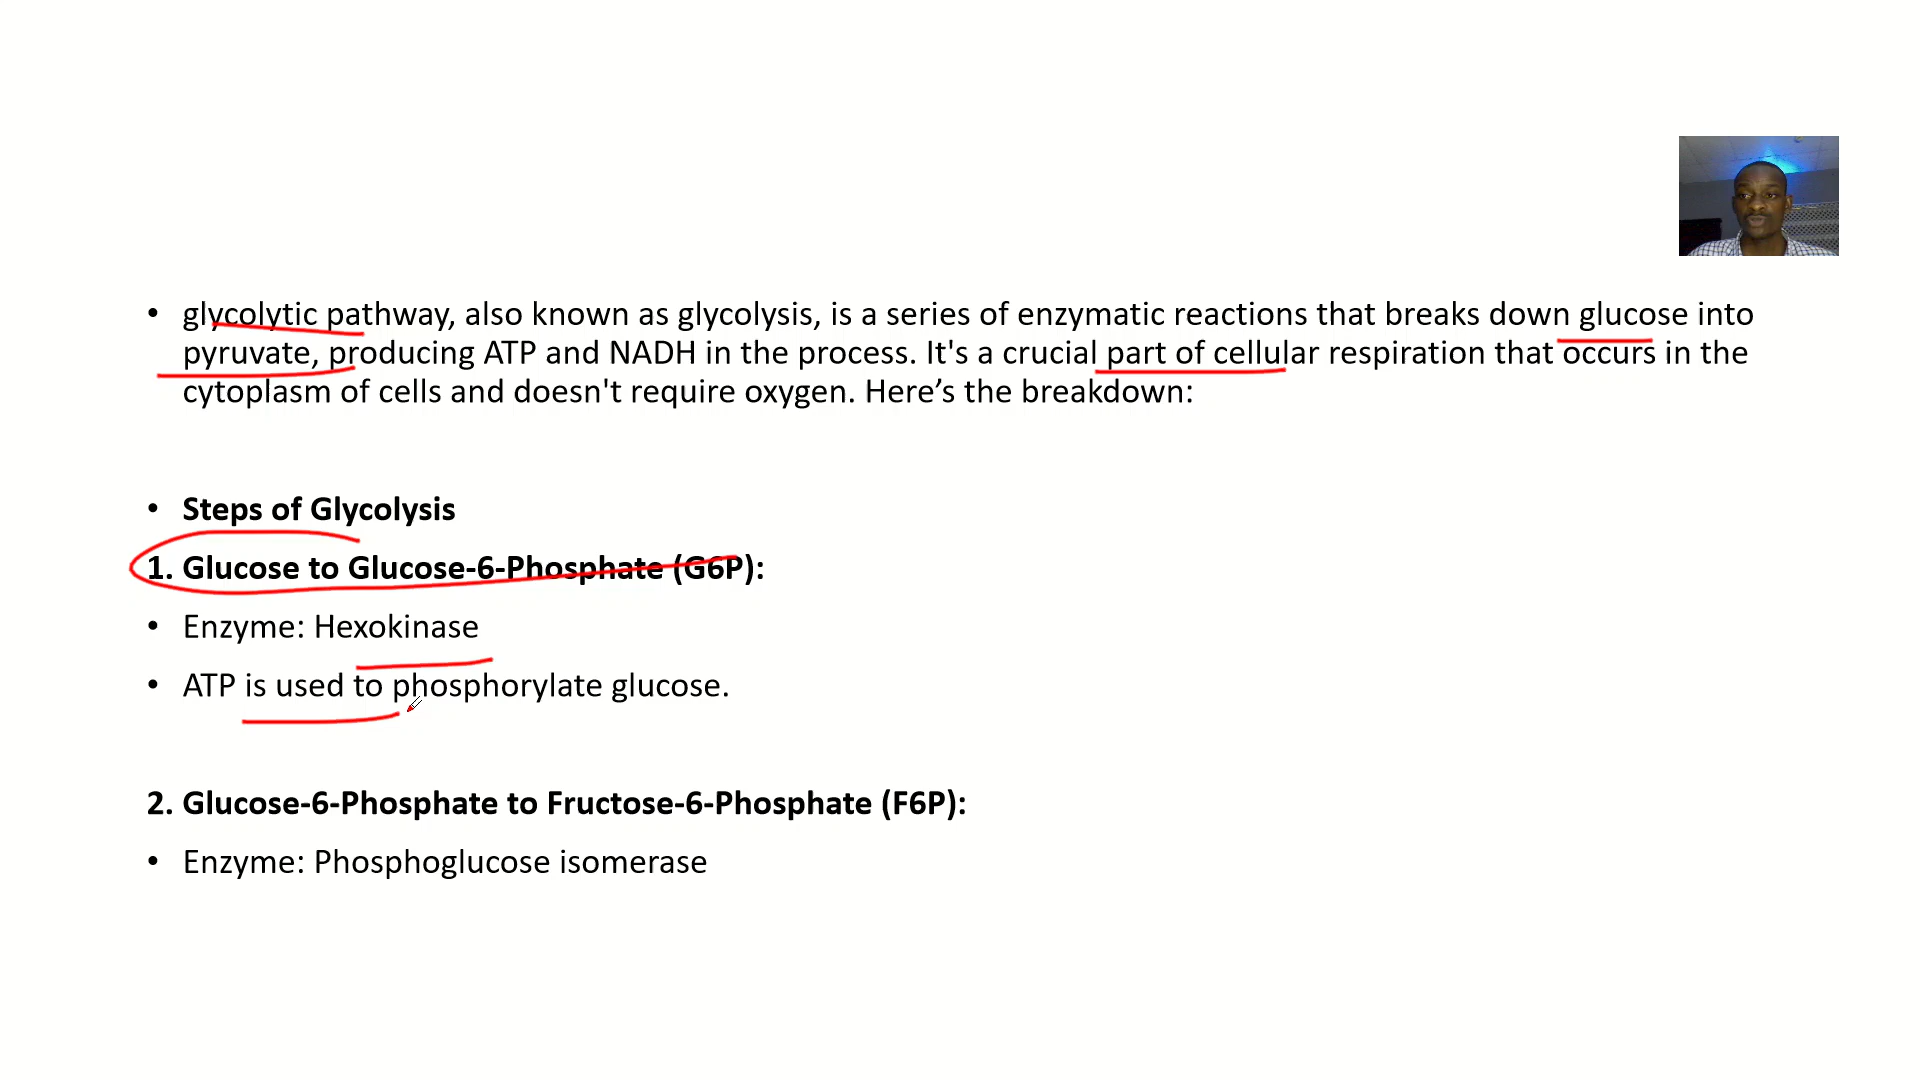 • glycolytic pathway, also known as glycolysis, is a series of enzymatic reactions that breaks down glucose into
pyruvate, producing ATP and NADH in the process. It's a crucial part of cellular respiration that occurs in the
cytoplasm of cells and doesn't require oxygen. Here’s the breakdown:
• Steps of Glycolysis
1. Glucose to Glucose-6-Phosphate (G6P):
• Enzyme: Hexokinase
• ATP is used to phosphorylate glucose.
2. Glucose-6-Phosphate to Fructose-6-Phosphate (F6P):
• Enzyme: Phosphoglucose isomerase